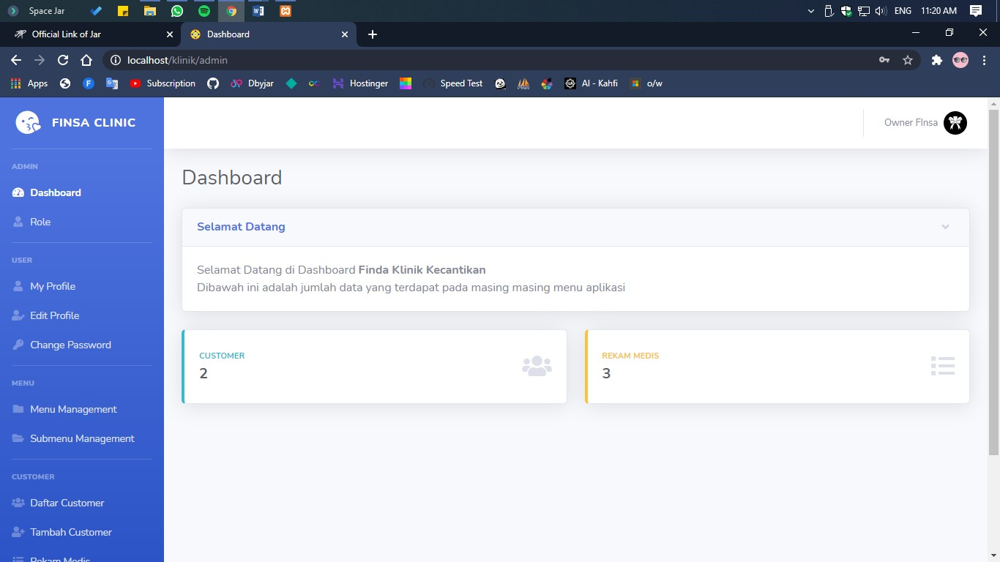 Space Jar
ENG 11:20 AM
Official Link of Jar
Dashboard
localhost/klinik/admin
Apps
Subscription
Dbyjar
Hostinger
Speed Test
AI - Kahfi
o/w
FINSA CLINIC
ADMIN
Dashboard
Role
USER
My Profile
Edit Profile
Change Password
MENU
Menu Management
Submenu Management
CUSTOMER
Daftar Customer
Tambah Customer
Rekam Medis
Owner FInsa
Dashboard
Selamat Datang
Selamat Datang di Dashboard Finda Klinik Kecantikan
Dibawah ini adalah jumlah data yang terdapat pada masing masing menu aplikasi
CUSTOMER
2
REKAM MEDIS
3